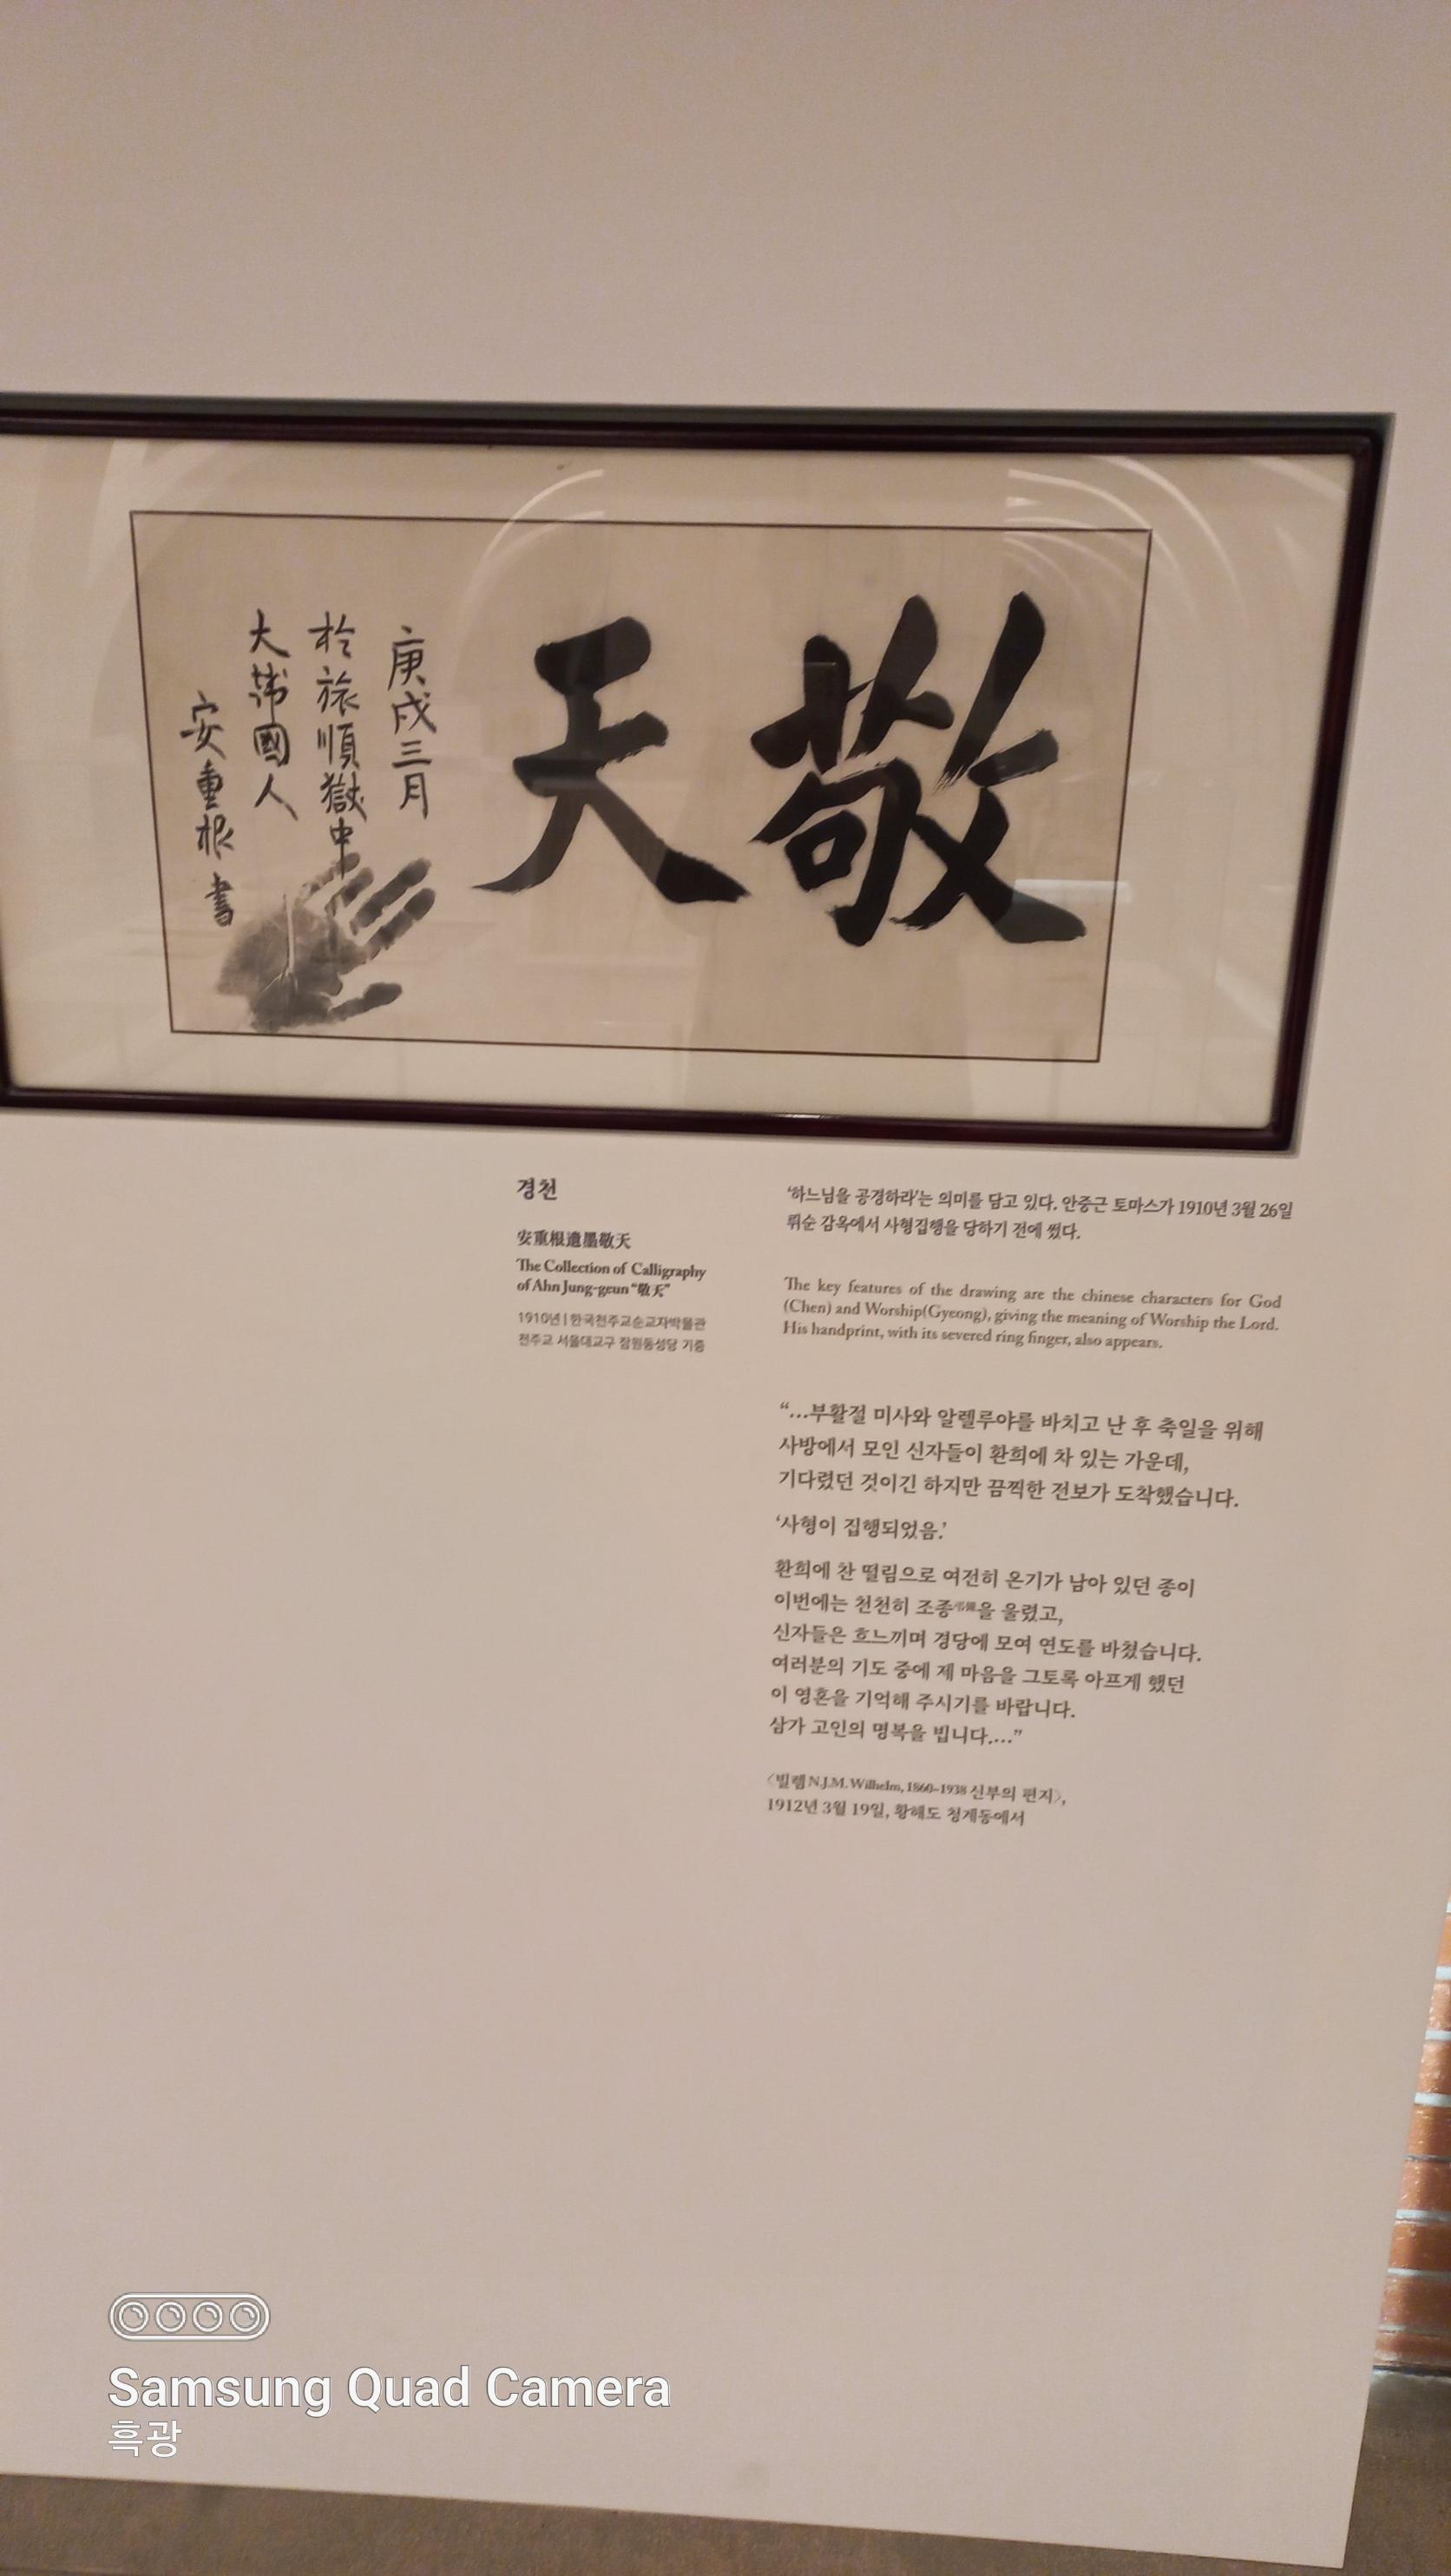 敬天
庚戌三月
於旅順獄中
大韓國人
安重根 書
경천
安重根遺墨敬天
The Collection of Calligraphy
of Ahn Jung-geun “敬天”
1910년 | 한국천주교순교자박물관
천주교 서울대교구 잠원동성당 기증
‘하느님을 공경하라’는 의미를 담고 있다. 안중근 토마스가 1910년 3월 26일
뤼순 감옥에서 사형집행을 당하기 전에 썼다.
The key features of the drawing are the chinese characters for God
(Chen) and Worship(Gyeong), giving the meaning of Worship the Lord.
His handprint, with its severed ring finger, also appears.
“…부활절 미사와 알렐루야를 바치고 난 후 축일을 위해
사방에서 모인 신자들이 환희에 차 있는 가운데,
기다렸던 것이긴 하지만 끔찍한 전보가 도착했습니다.
‘사형이 집행되었음.’
환희에 찬 떨림으로 여전히 온기가 남아 있던 종이
이번에는 천천히 조종을 울렸고,
신자들은 흐느끼며 경당에 모여 연도를 바쳤습니다.
여러분의 기도 중에 제 마음을 그토록 아프게 했던
이 영혼을 기억해 주시기를 바랍니다.
삼가 고인의 명복을 빕니다.…”
〈빌렘 N.J.M. Wilhelm, 1860–1938 신부의 편지〉,
1912년 3월 19일, 황해도 청계동에서
Samsung Quad Camera
흑광